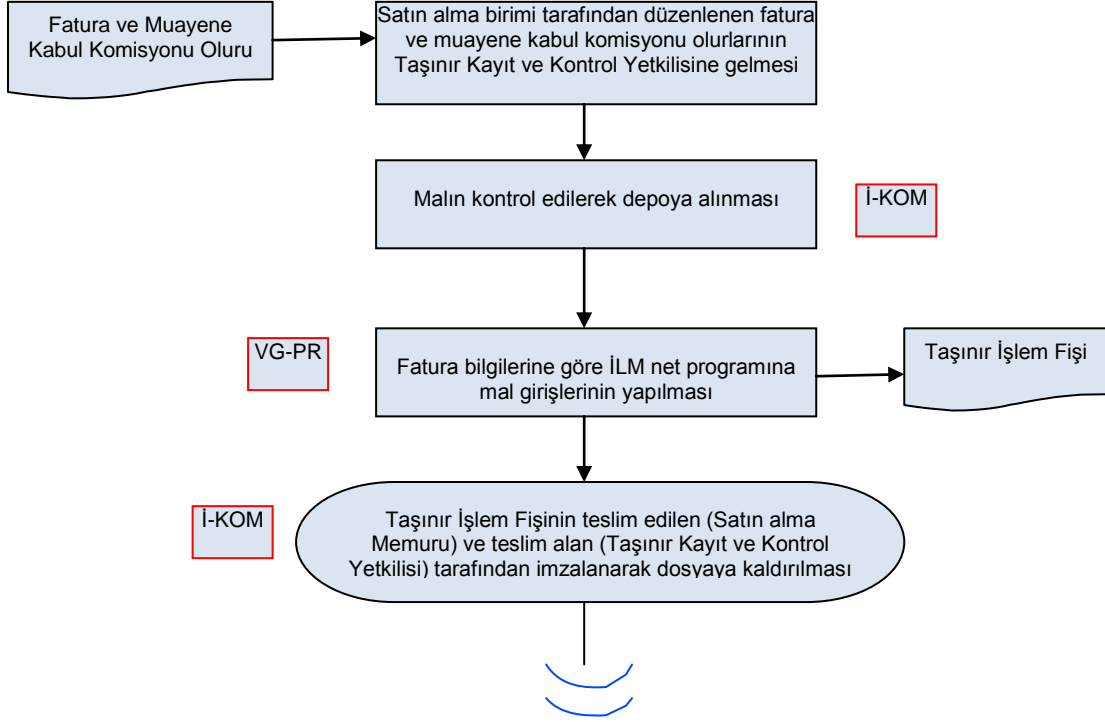 Fatura ve Muayene
Kabul Komisyonu Oluru
Satın alma birimi tarafından düzenlenen fatura
ve muayene kabul komisyonu olurlarının
Taşınır Kayıt ve Kontrol Yetkilisine gelmesi
Malın kontrol edilerek depoya alınması
İ-KOM
VG-PR
Fatura bilgilerine göre İLM net programına
mal girişlerinin yapılması
Taşınır İşlem Fişi
İ-KOM
Taşınır İşlem Fişinin teslim edilen (Satın alma
Memuru) ve teslim alan (Taşınır Kayıt ve Kontrol
Yetkilisi) tarafından imzalanarak dosyaya kaldırılması